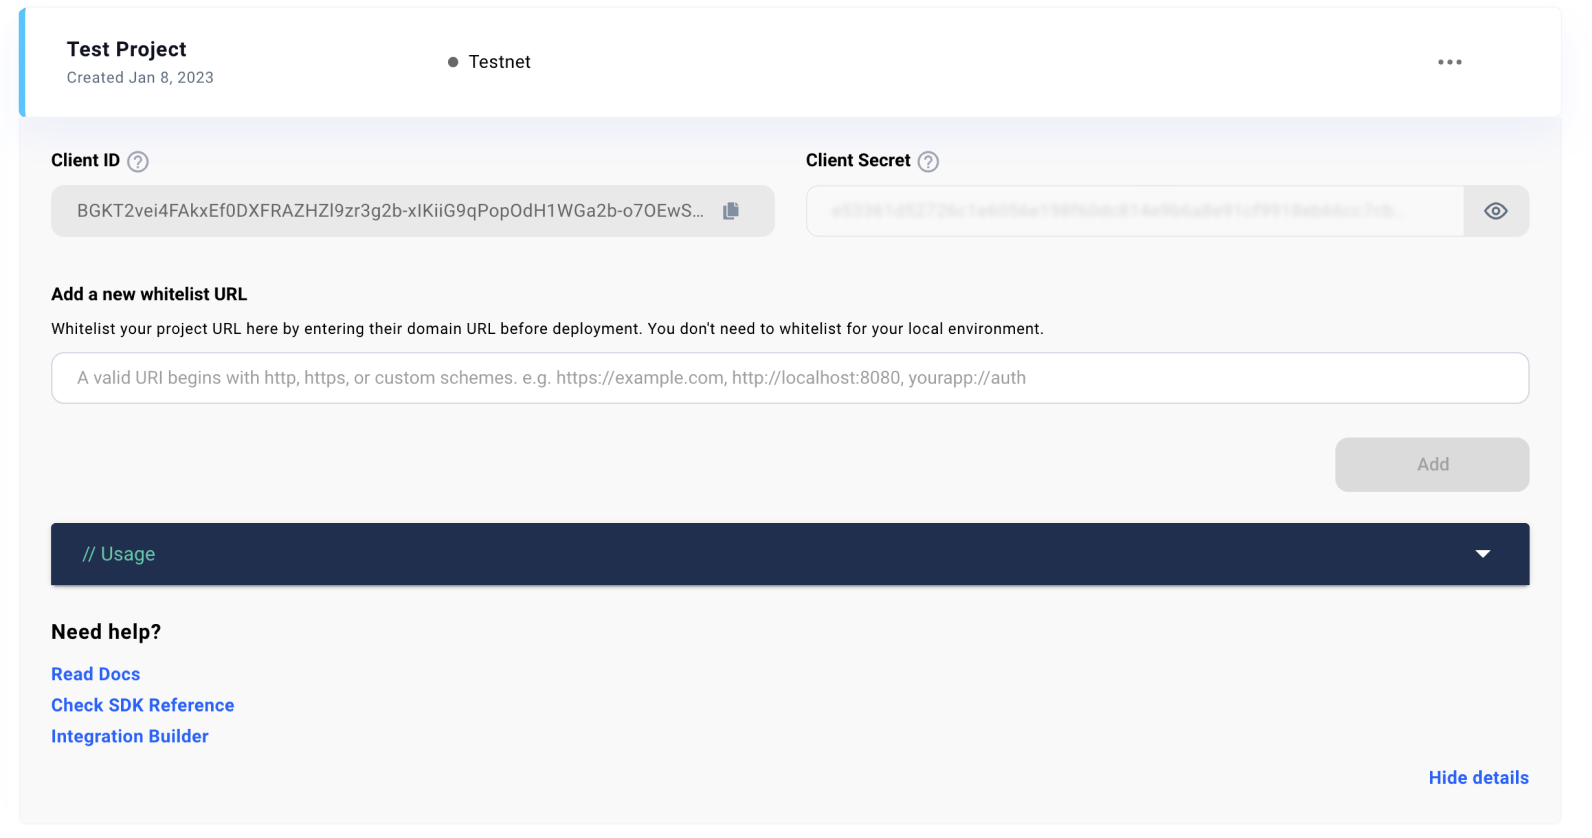 Test Project
Created Jan 8, 2023
Testnet
Client ID
Client Secret
BGKT2vei4FAkxEf0DXFRAZHZl9zr3g2b-xIKiiG9qPopOdH1WGa2b-o7OEwS...
Add a new whitelist URL
Whitelist your project URL here by entering their domain URL before deployment. You don't need to whitelist for your local environment.
A valid URI begins with http, https, or custom schemes. e.g. https://example.com, http://localhost:8080, yourapp://auth
Add
// Usage
Need help?
Read Docs
Check SDK Reference
Integration Builder
Hide details